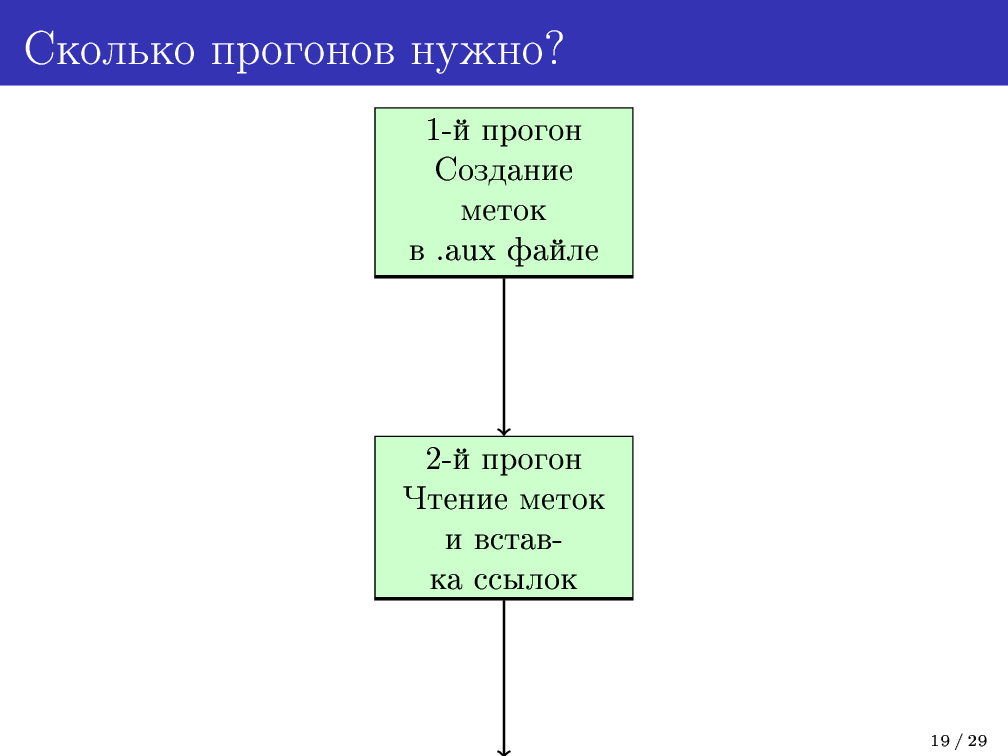 Сколько прогонов нужно?
1-й прогон
Создание
меток
в .aux файле
2-й прогон
Чтение меток
и встав-
ка ссылок
19 / 29